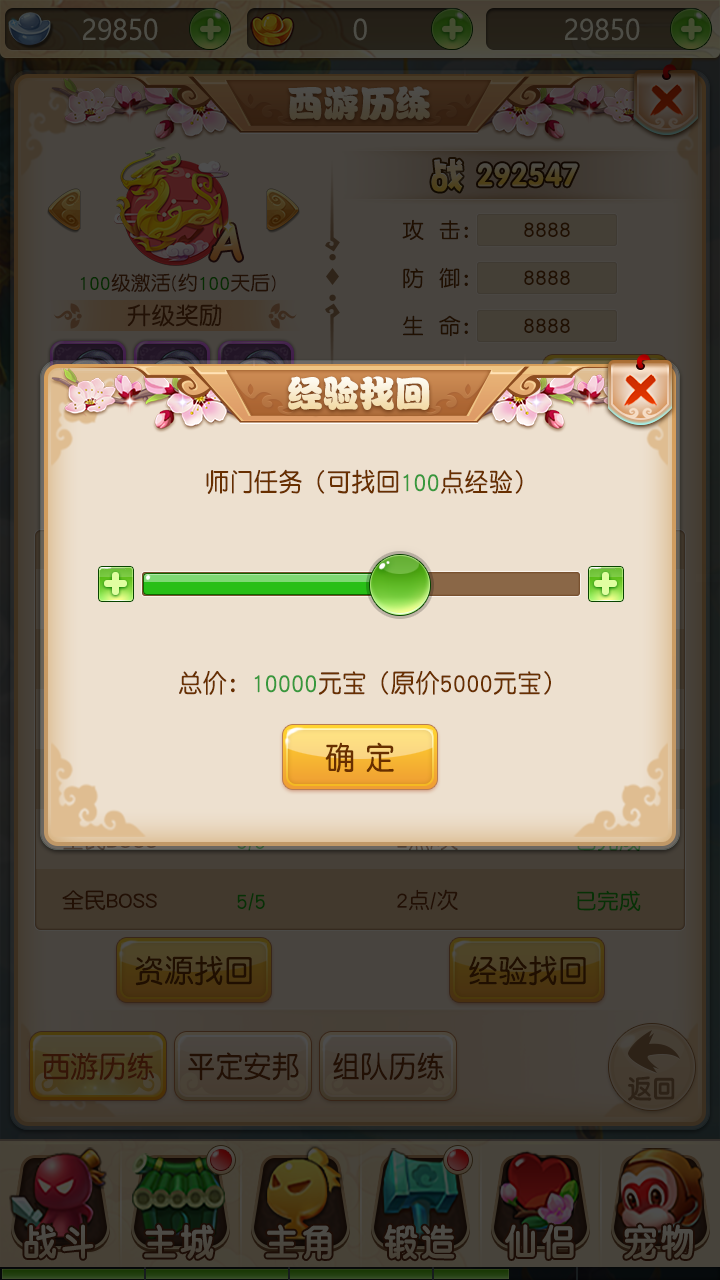 29850
0
29850
西游历练
战 292547
A
100级激活(约100天后)
攻 击: 8888
防 御: 8888
升级奖励
生 命: 8888
经验找回
师门任务（可找回100点经验）
总价: 10000元宝（原价5000元宝）
确 定
全民BOSS 5/5 2点/次 已完成
资源找回
经验找回
西游历练
平定安邦
组队历练
返回
战斗
主城
主角
锻造
仙侣
宠物